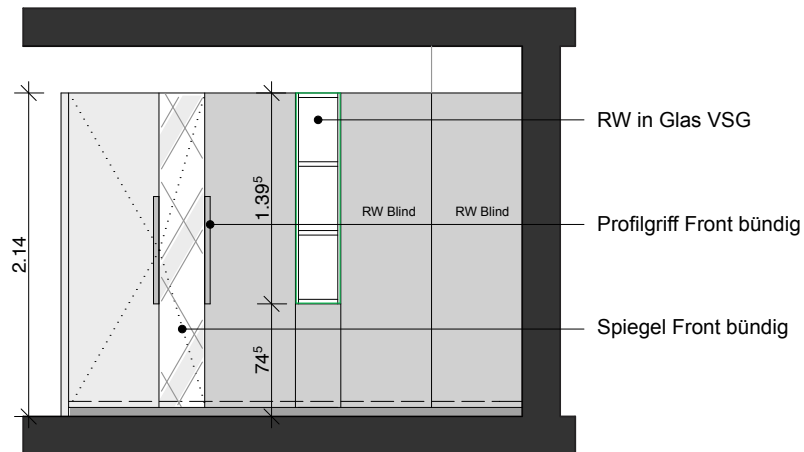 RW in Glas VSG
1.39⁵
RW Blind
RW Blind
Profilgriff Front bündig
2.14
Spiegel Front bündig
74⁵